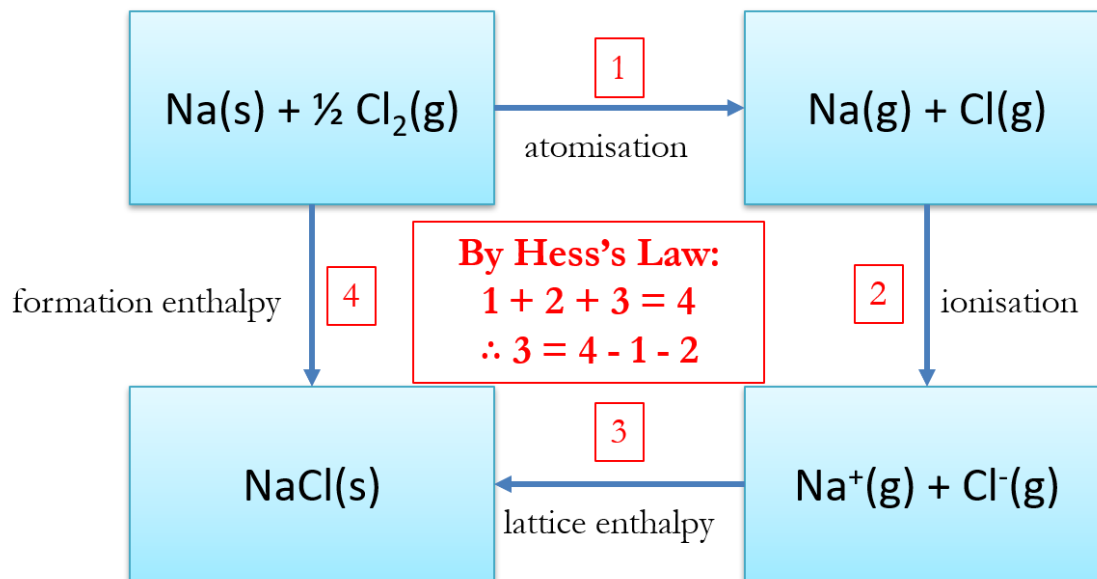 Na(s) + ½ Cl₂(g)
1
atomisation
Na(g) + Cl(g)
formation enthalpy
4
By Hess’s Law:
1 + 2 + 3 = 4
∴ 3 = 4 - 1 - 2
2
ionisation
NaCl(s)
3
lattice enthalpy
Na⁺(g) + Cl⁻(g)